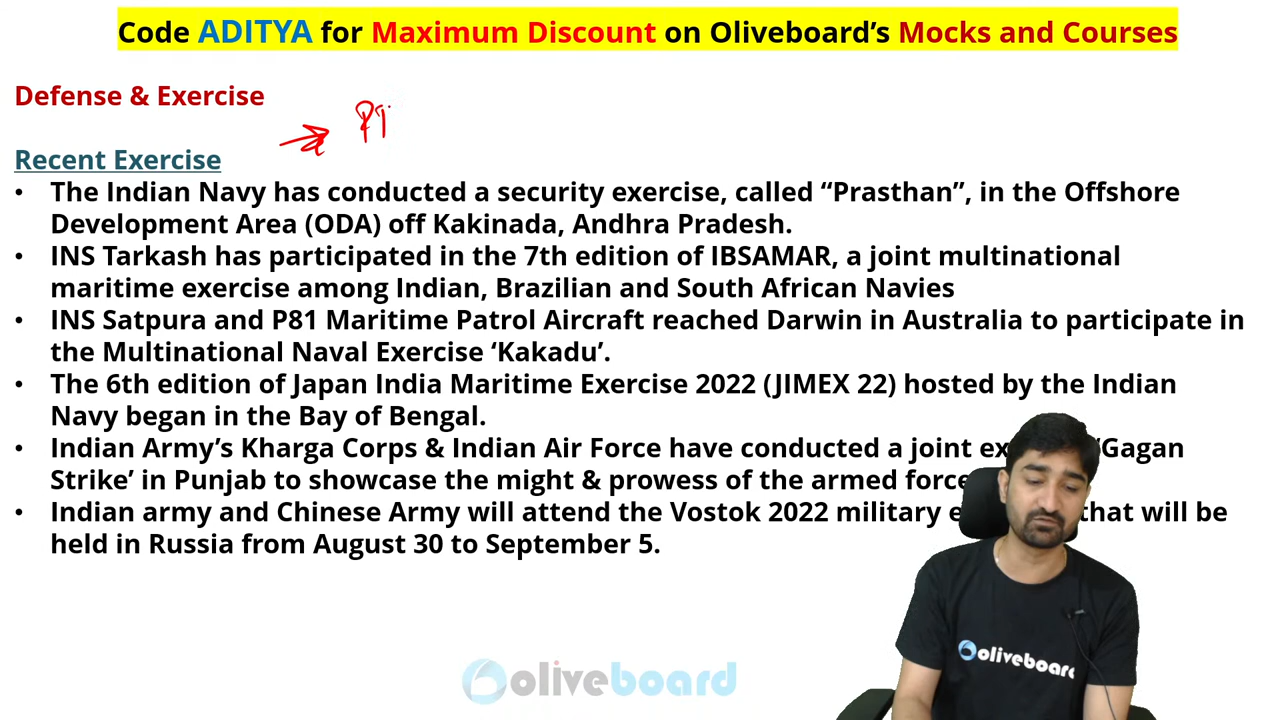 Code ADITYA for Maximum Discount on Oliveboard’s Mocks and Courses
Defense & Exercise
Recent Exercise
• The Indian Navy has conducted a security exercise, called “Prasthan”, in the Offshore
Development Area (ODA) off Kakinada, Andhra Pradesh.
• INS Tarkash has participated in the 7th edition of IBSAMAR, a joint multinational
maritime exercise among Indian, Brazilian and South African Navies
• INS Satpura and P81 Maritime Patrol Aircraft reached Darwin in Australia to participate in
the Multinational Naval Exercise ‘Kakadu’.
• The 6th edition of Japan India Maritime Exercise 2022 (JIMEX 22) hosted by the Indian
Navy began in the Bay of Bengal.
• Indian Army’s Kharga Corps & Indian Air Force have conducted a joint ‘Gagan
Strike’ in Punjab to showcase the might & prowess of the armed
• Indian army and Chinese Army will attend the Vostok 2022 military that will be
held in Russia from August 30 to September 5.
oliveboard
oliveboard